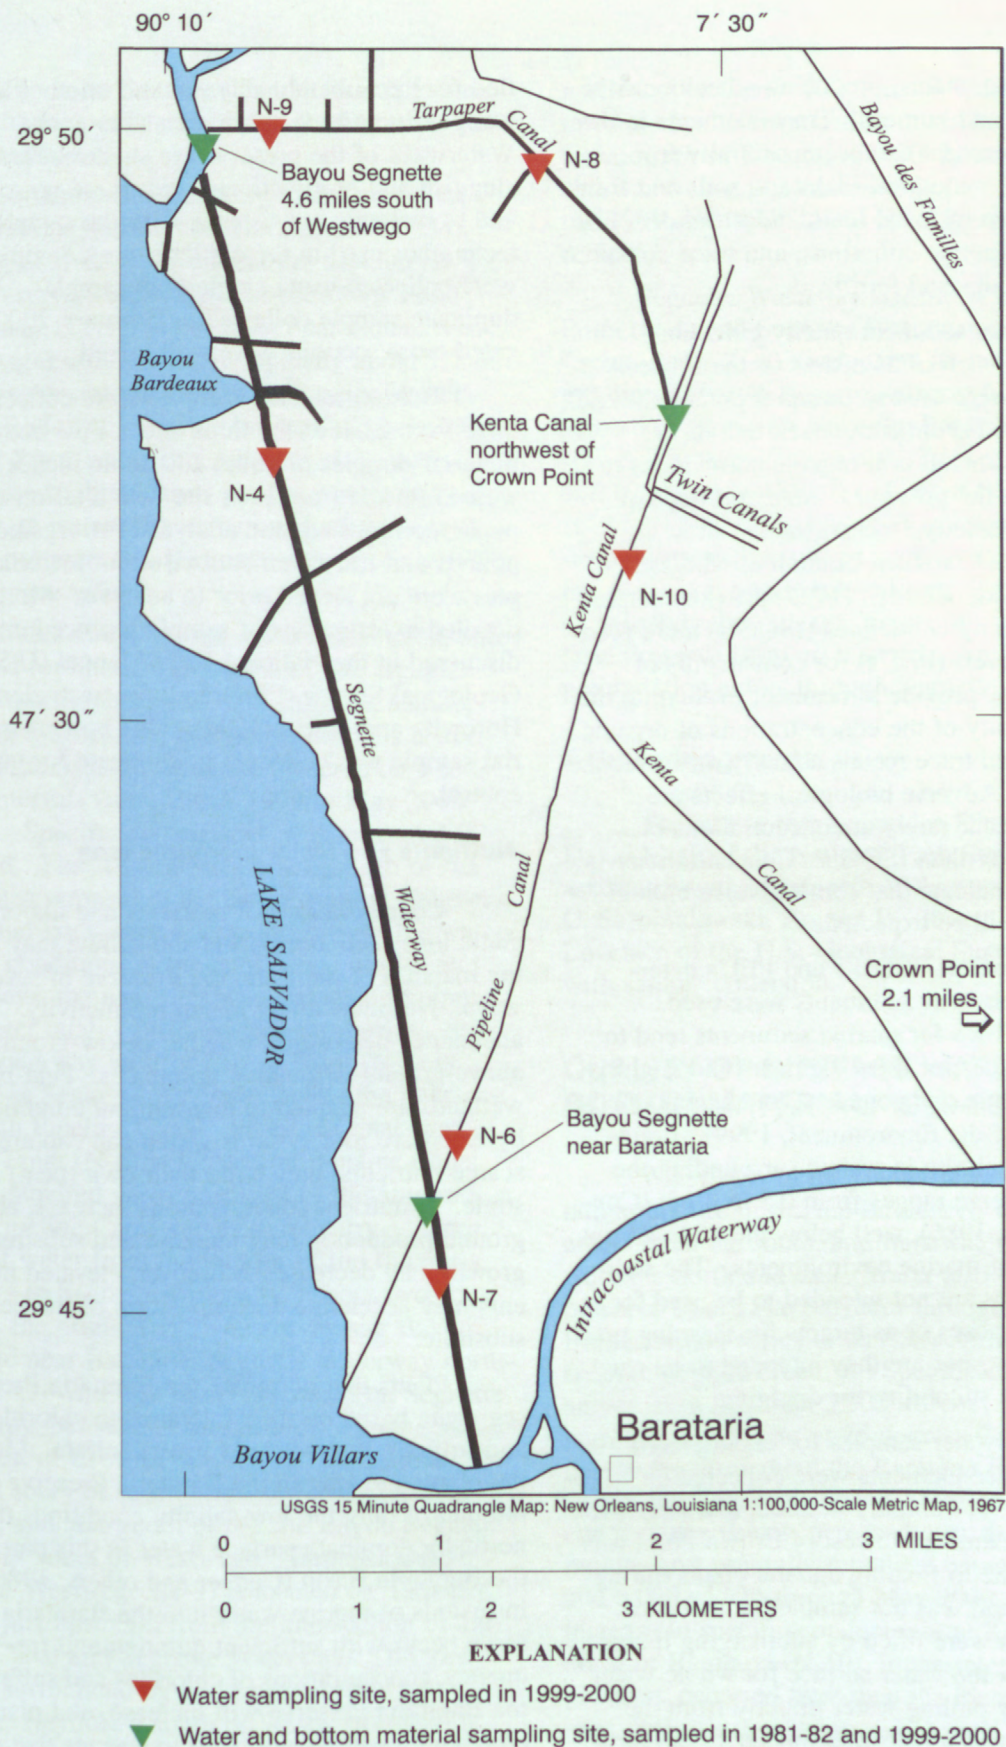 90° 10´
7´ 30˝
29° 50´
N-9
Tarpaper
Canal
N-8
Bayou des Familles
Bayou Segnette
4.6 miles south
of Westwego
Bayou
Bardeaux
Kenta Canal
northwest of
Crown Point
N-4
Twin Canals
Kenta Canal
N-10
47´ 30˝
Segnette
Kenta
Canal
LAKE SALVADOR
Waterway
Canal
Pipeline
Crown Point
2.1 miles
N-6
Bayou Segnette
near Barataria
Intracoastal Waterway
29° 45´
N-7
Barataria
Bayou Villars
USGS 15 Minute Quadrangle Map: New Orleans, Louisiana 1:100,000-Scale Metric Map, 1967
0 1 2 3 MILES
0 1 2 3 KILOMETERS
EXPLANATION
Water sampling site, sampled in 1999-2000
Water and bottom material sampling site, sampled in 1981-82 and 1999-2000